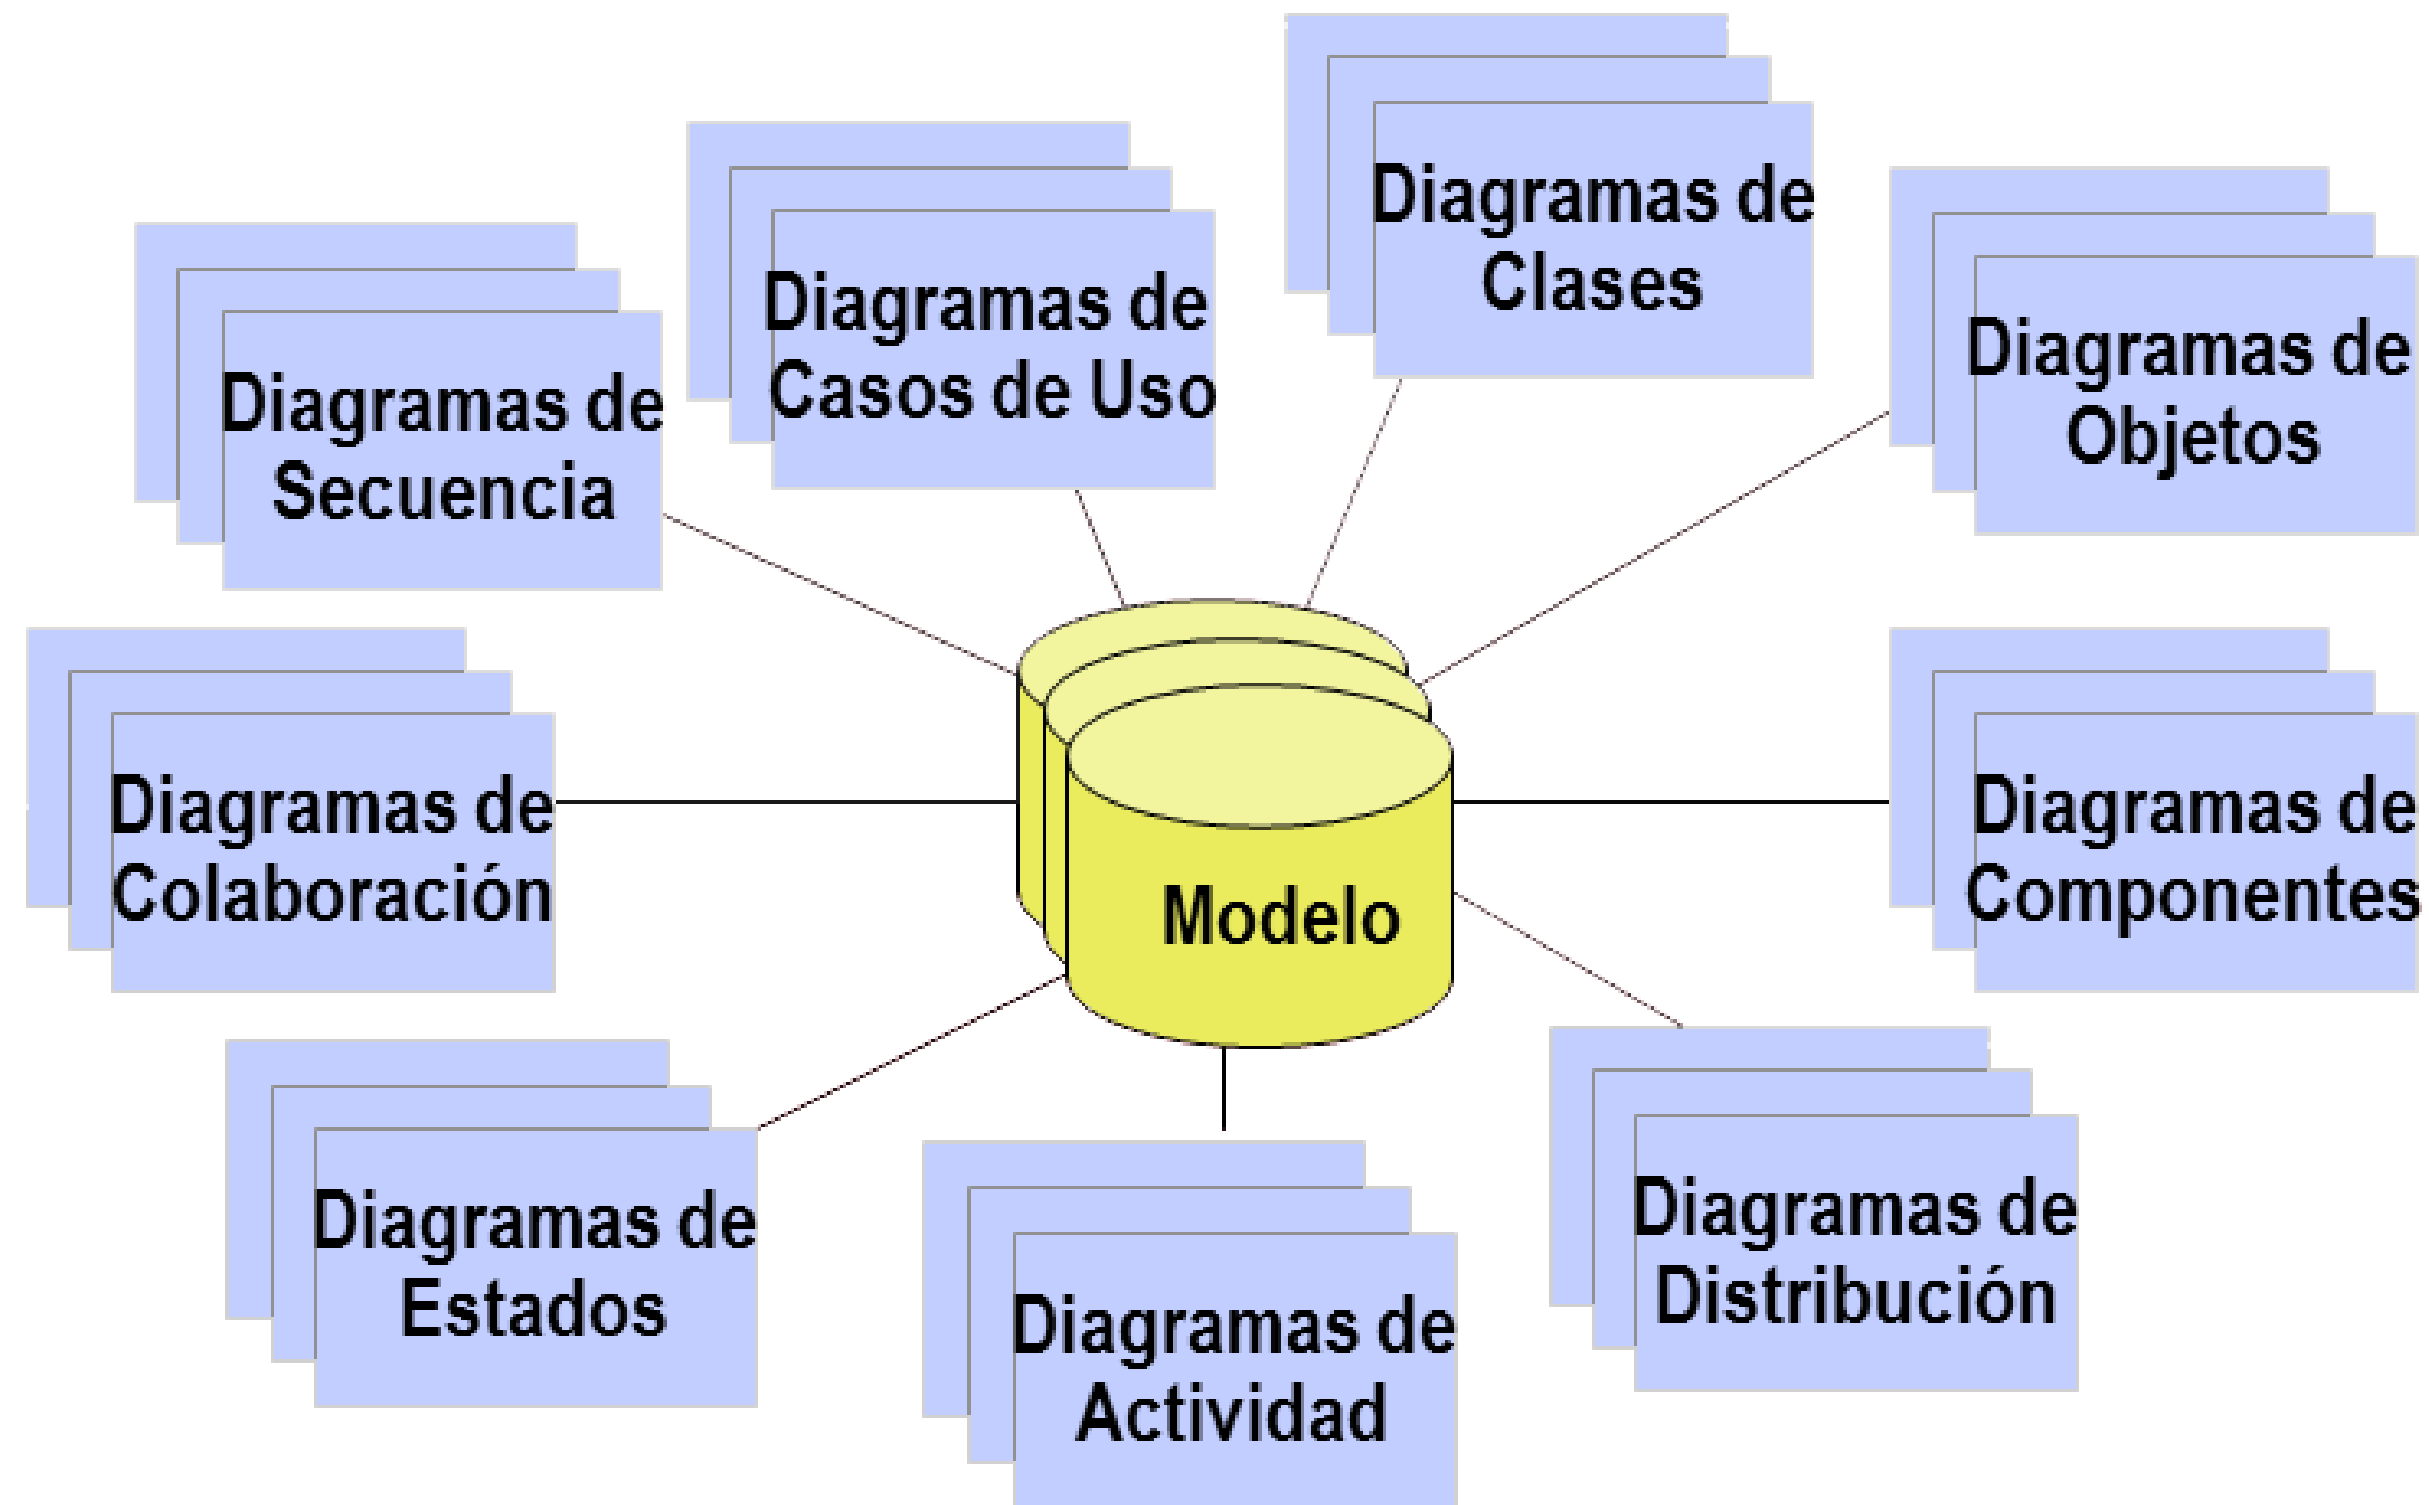 Diagramas de
Clases
Diagramas de
Casos de Uso
Diagramas de
Objetos
Diagramas de
Secuencia
Diagramas de
Colaboración
Modelo
Diagramas de
Componentes
Diagramas de
Estados
Diagramas de
Actividad
Diagramas de
Distribución